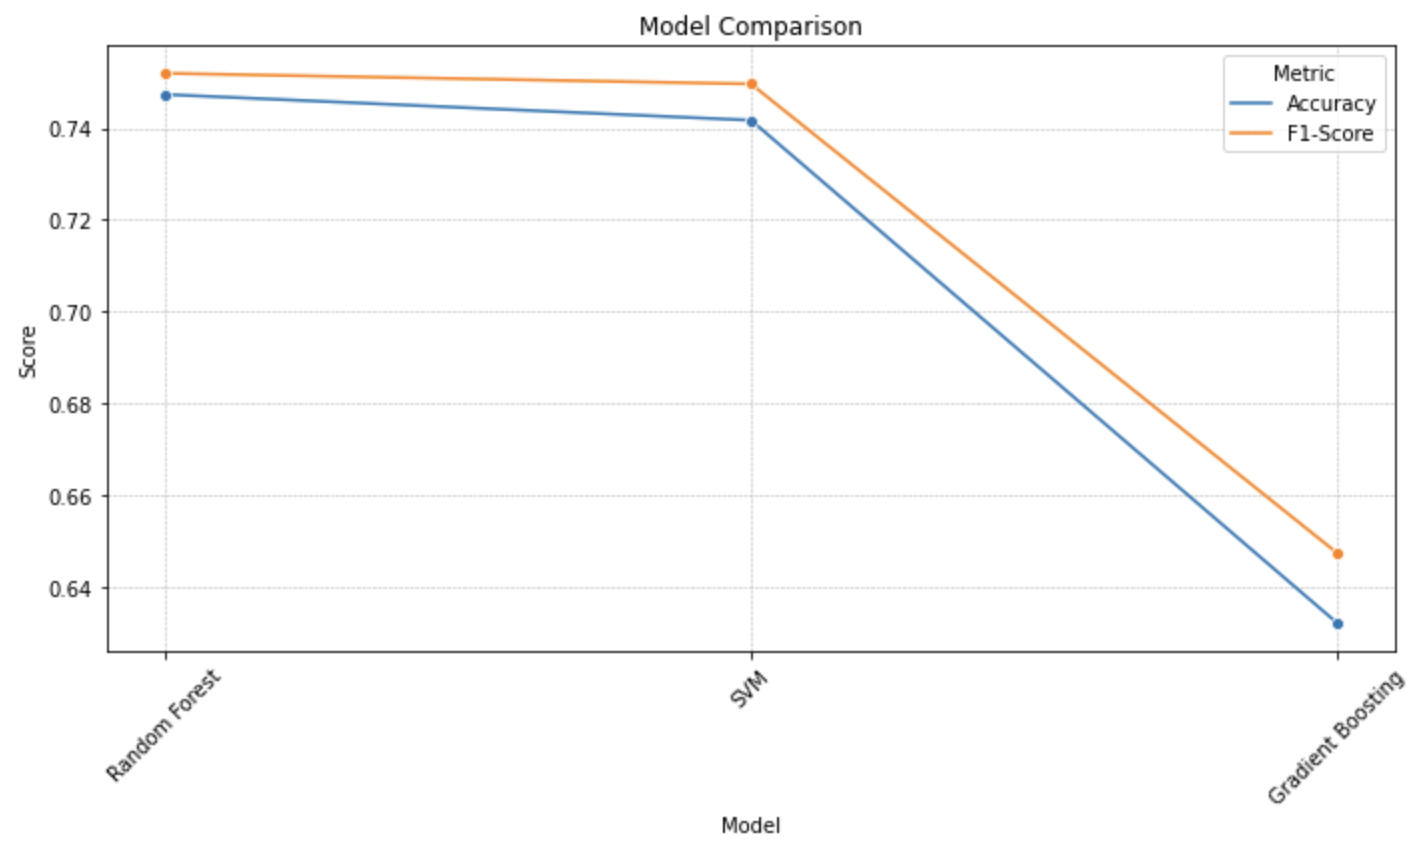 Model Comparison
Metric
Accuracy
F1-Score
Score
0.74
0.72
0.70
0.68
0.66
0.64
Random Forest
SVM
Gradient Boosting
Model